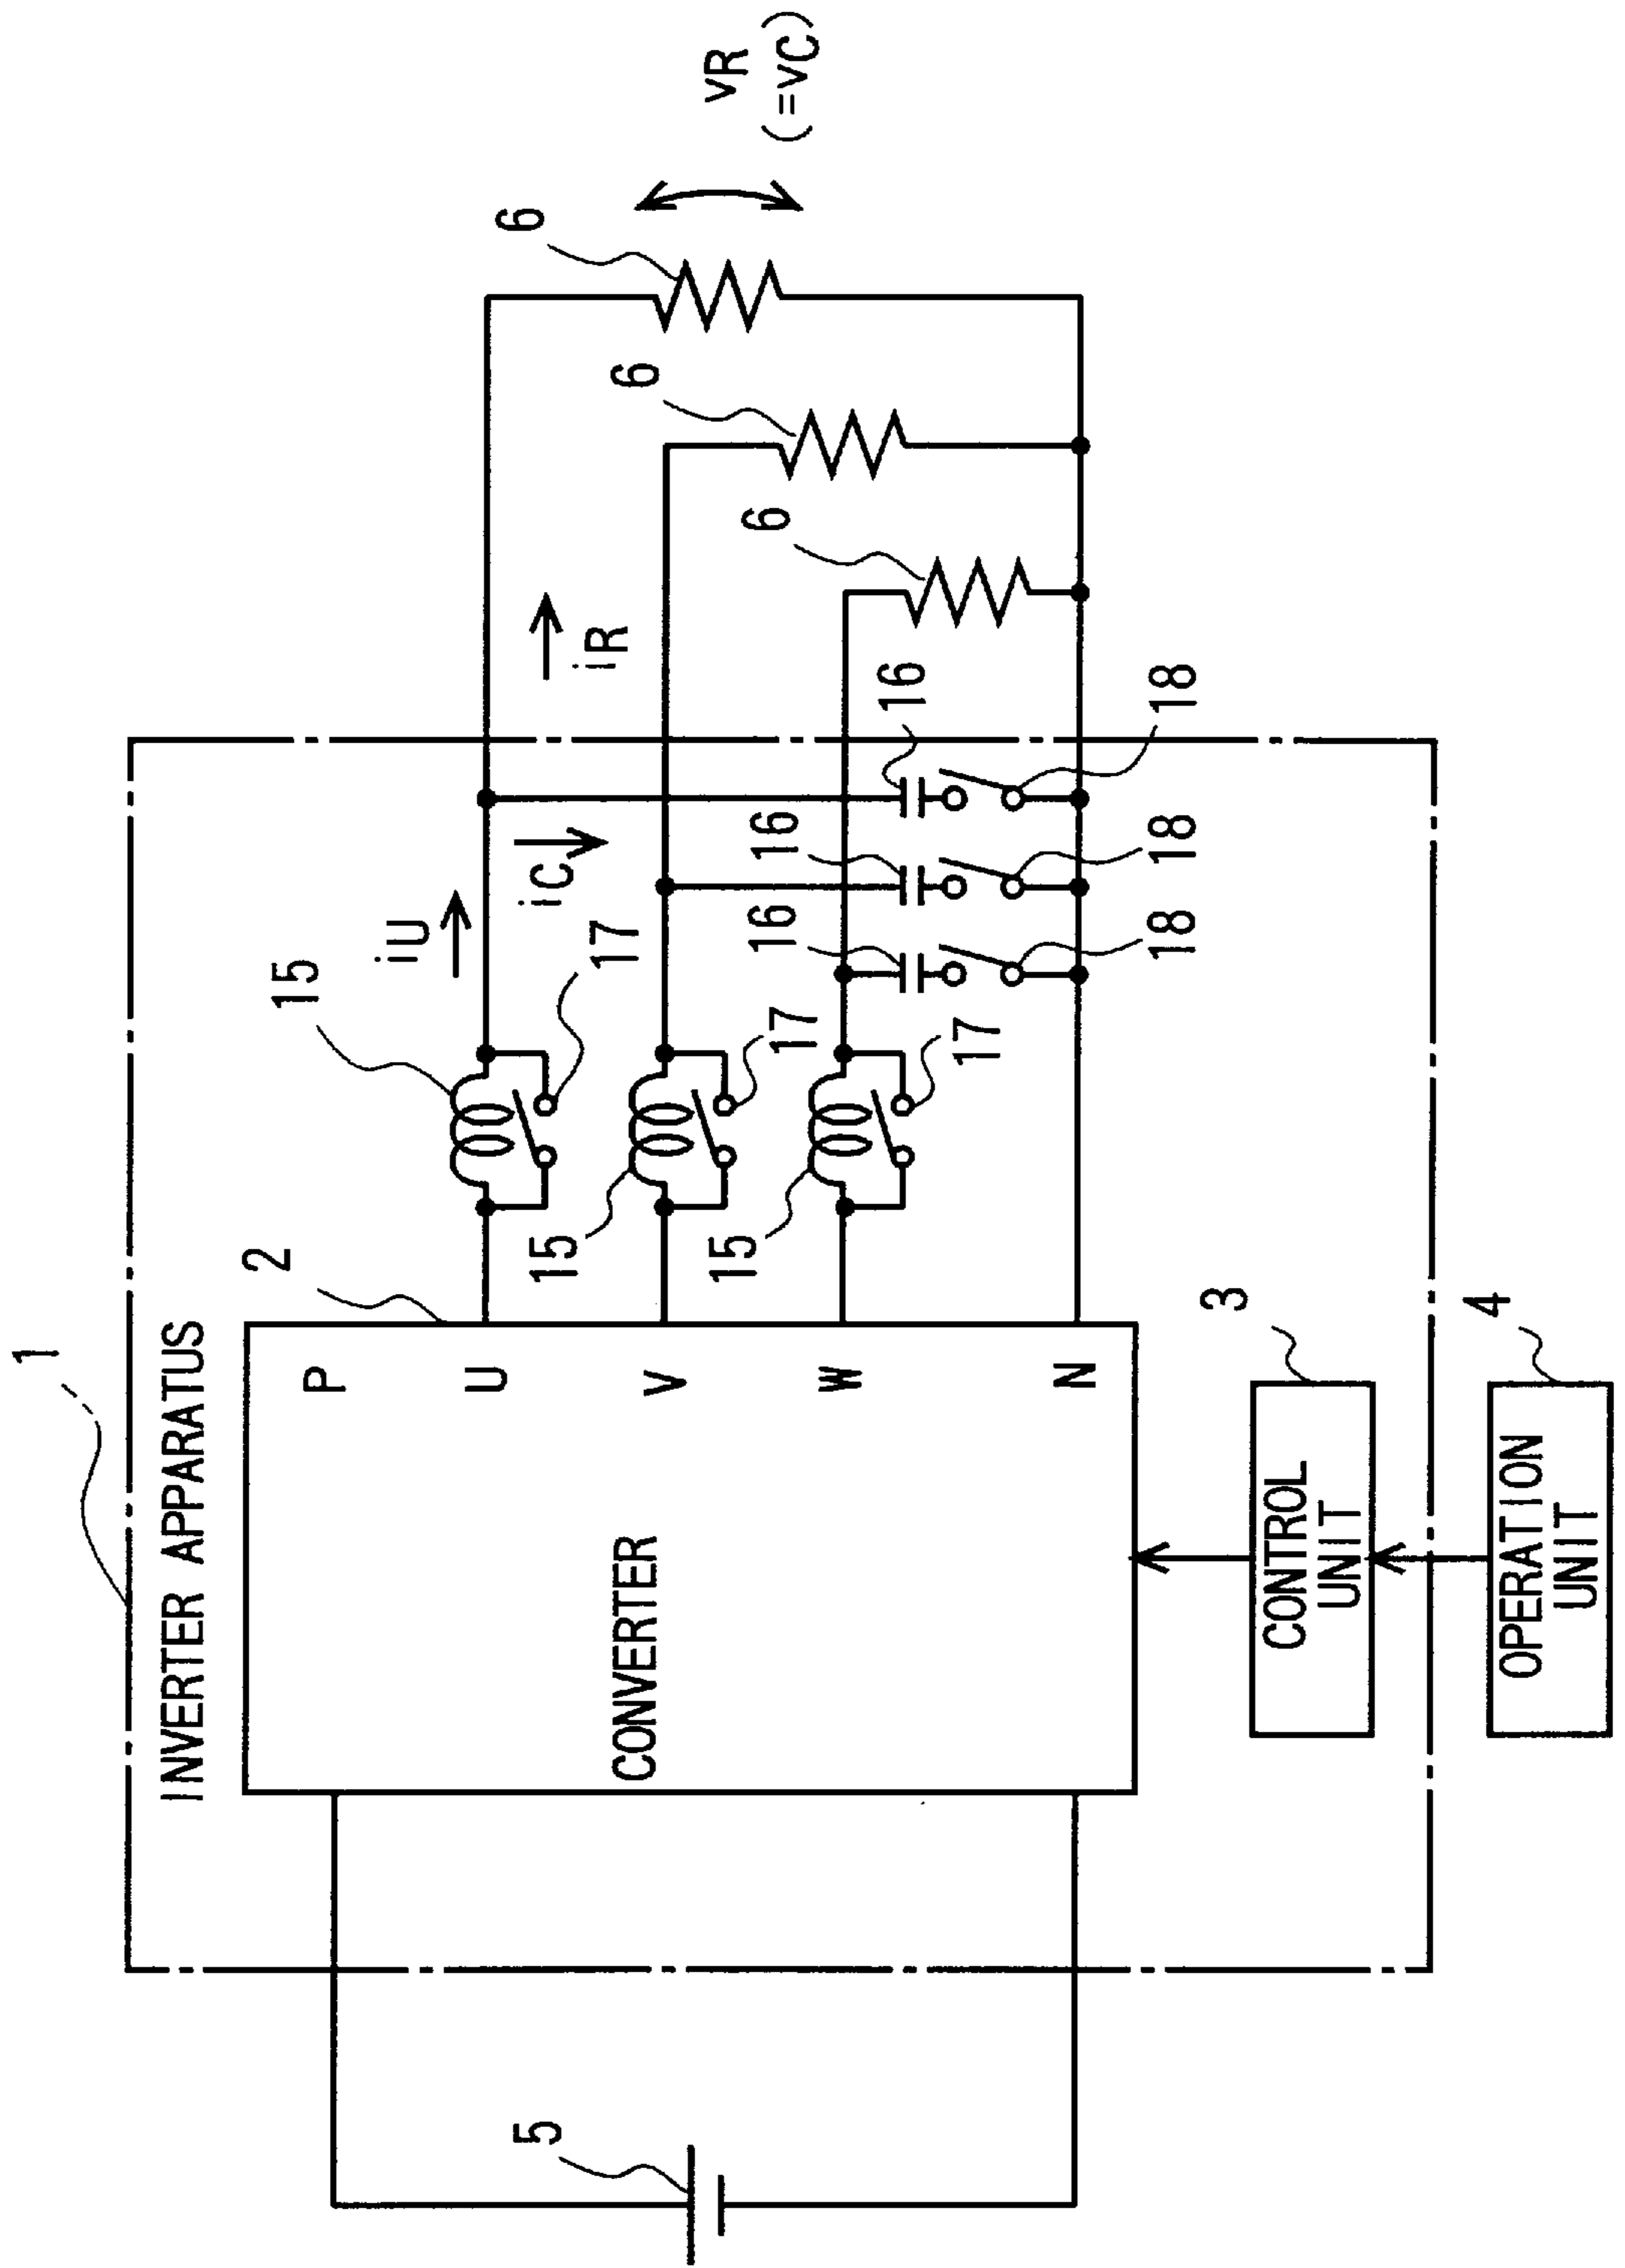 1
INVERTER APPARATUS
2
P
U
V
W
N
CONVERTER
3
CONTROL
UNIT
4
OPERATION
UNIT
5
15
15
15
17
17
17
iU
iC
iR
16
16
16
18
18
18
6
6
6
vR
(=vC)